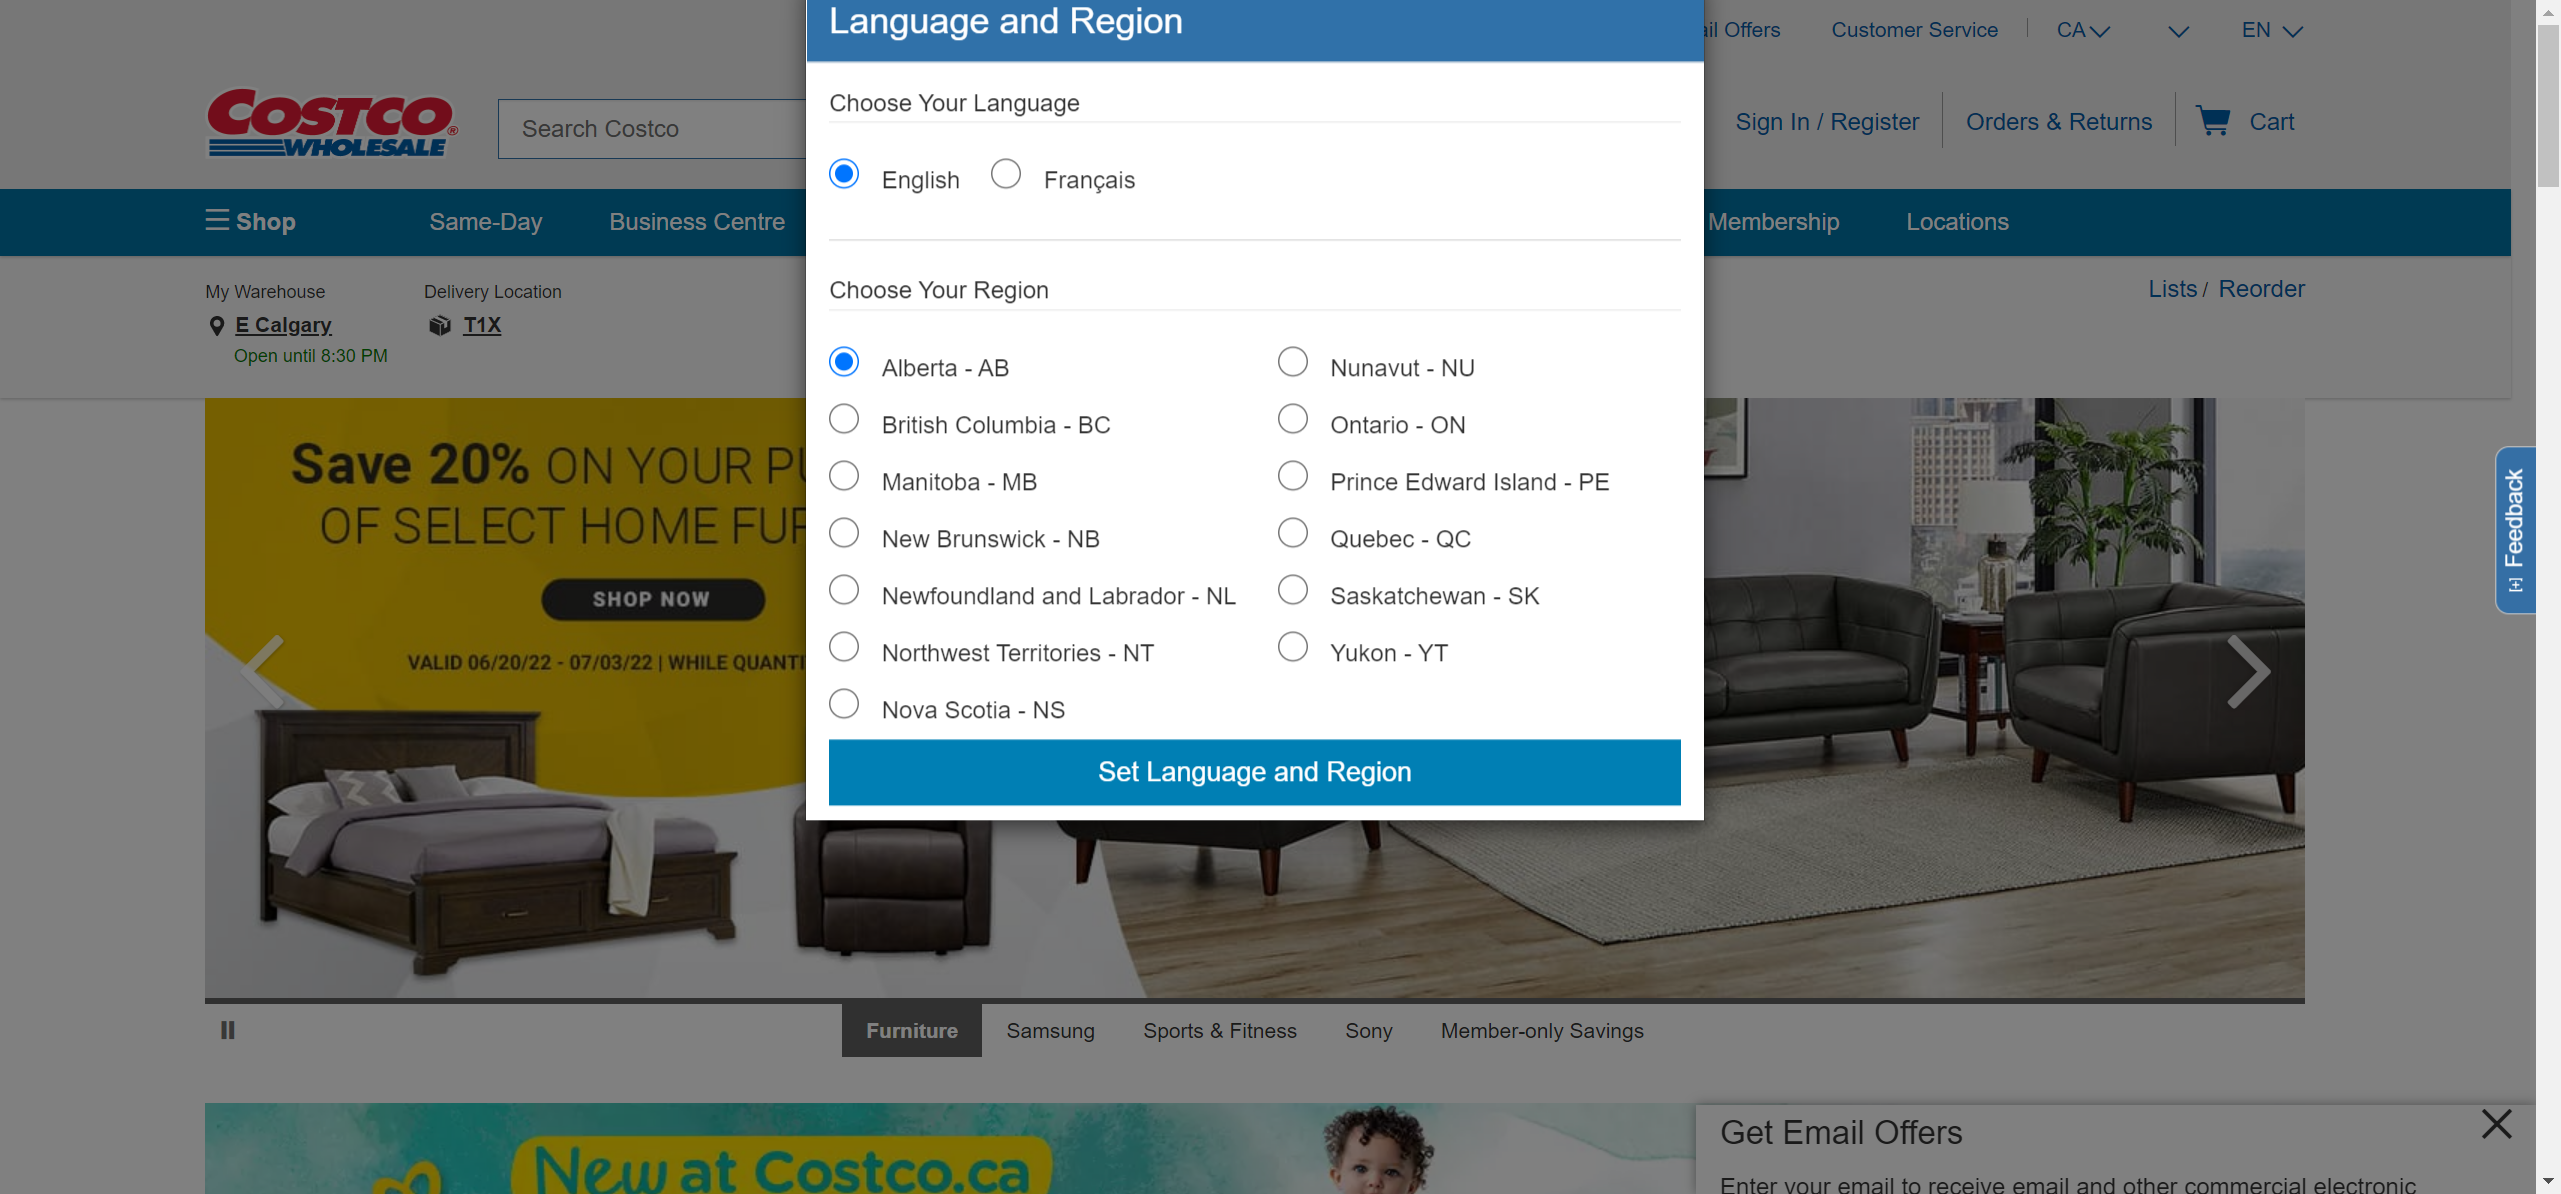 Language and Region
il Offers
Customer Service
CA
EN
COSTCO WHOLESALE
Search Costco
Sign In / Register
Orders & Returns
Cart
Choose Your Language
English
Français
Shop
Same-Day
Business Centre
Membership
Locations
My Warehouse
E Calgary
Open until 8:30 PM
Delivery Location
T1X
Lists / Reorder
Choose Your Region
Alberta - AB
British Columbia - BC
Manitoba - MB
New Brunswick - NB
Newfoundland and Labrador - NL
Northwest Territories - NT
Nova Scotia - NS
Nunavut - NU
Ontario - ON
Prince Edward Island - PE
Quebec - QC
Saskatchewan - SK
Yukon - YT
Set Language and Region
Save 20% ON YOUR PU
OF SELECT HOME FUR
SHOP NOW
VALID 06/20/22 - 07/03/22 | WHILE QUANTI
[+] Feedback
Furniture
Samsung
Sports & Fitness
Sony
Member-only Savings
New at Costco.ca
Get Email Offers
Enter your email to receive email and other commercial electronic